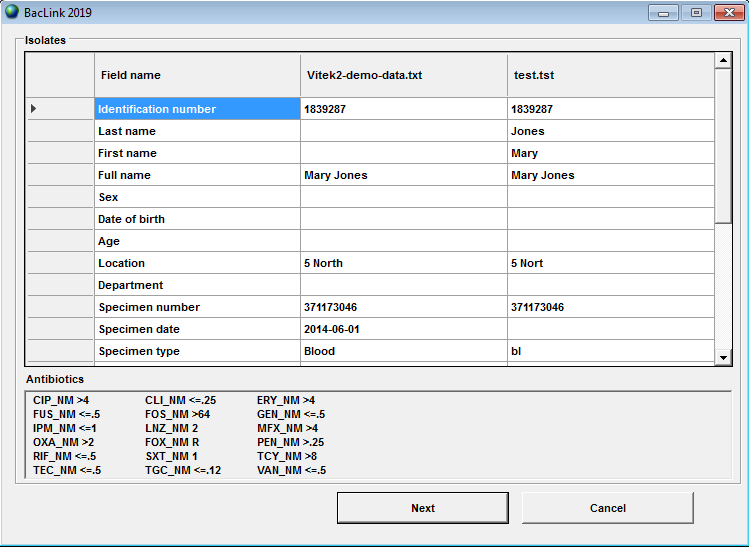 BacLink 2019
Isolates
Field name Vitek2-demo-data.txt test.tst
Identification number 1839287 1839287
Last name Jones
First name Mary
Full name Mary Jones Mary Jones
Sex
Date of birth
Age
Location 5 North 5 Nort
Department
Specimen number 371173046 371173046
Specimen date 2014-06-01
Specimen type Blood bl
Antibiotics
CIP_NM >4 CLI_NM <=.25 ERY_NM >4
FUS_NM <=.5 FOS_NM >64 GEN_NM <=.5
IPM_NM <=1 LNZ_NM 2 MFX_NM >4
OXA_NM >2 FOX_NM R PEN_NM >.25
RIF_NM <=.5 SXT_NM 1 TCY_NM >8
TEC_NM <=.5 TGC_NM <=.12 VAN_NM <=.5
Next Cancel